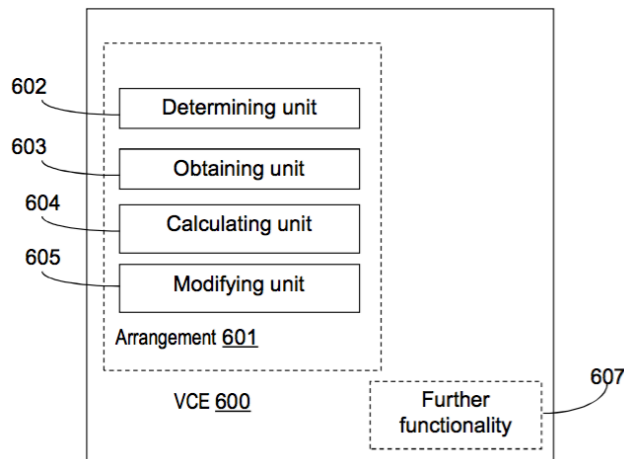 602
Determining unit
603
Obtaining unit
604
Calculating unit
605
Modifying unit
Arrangement 601
VCE 600
607
Further
functionality